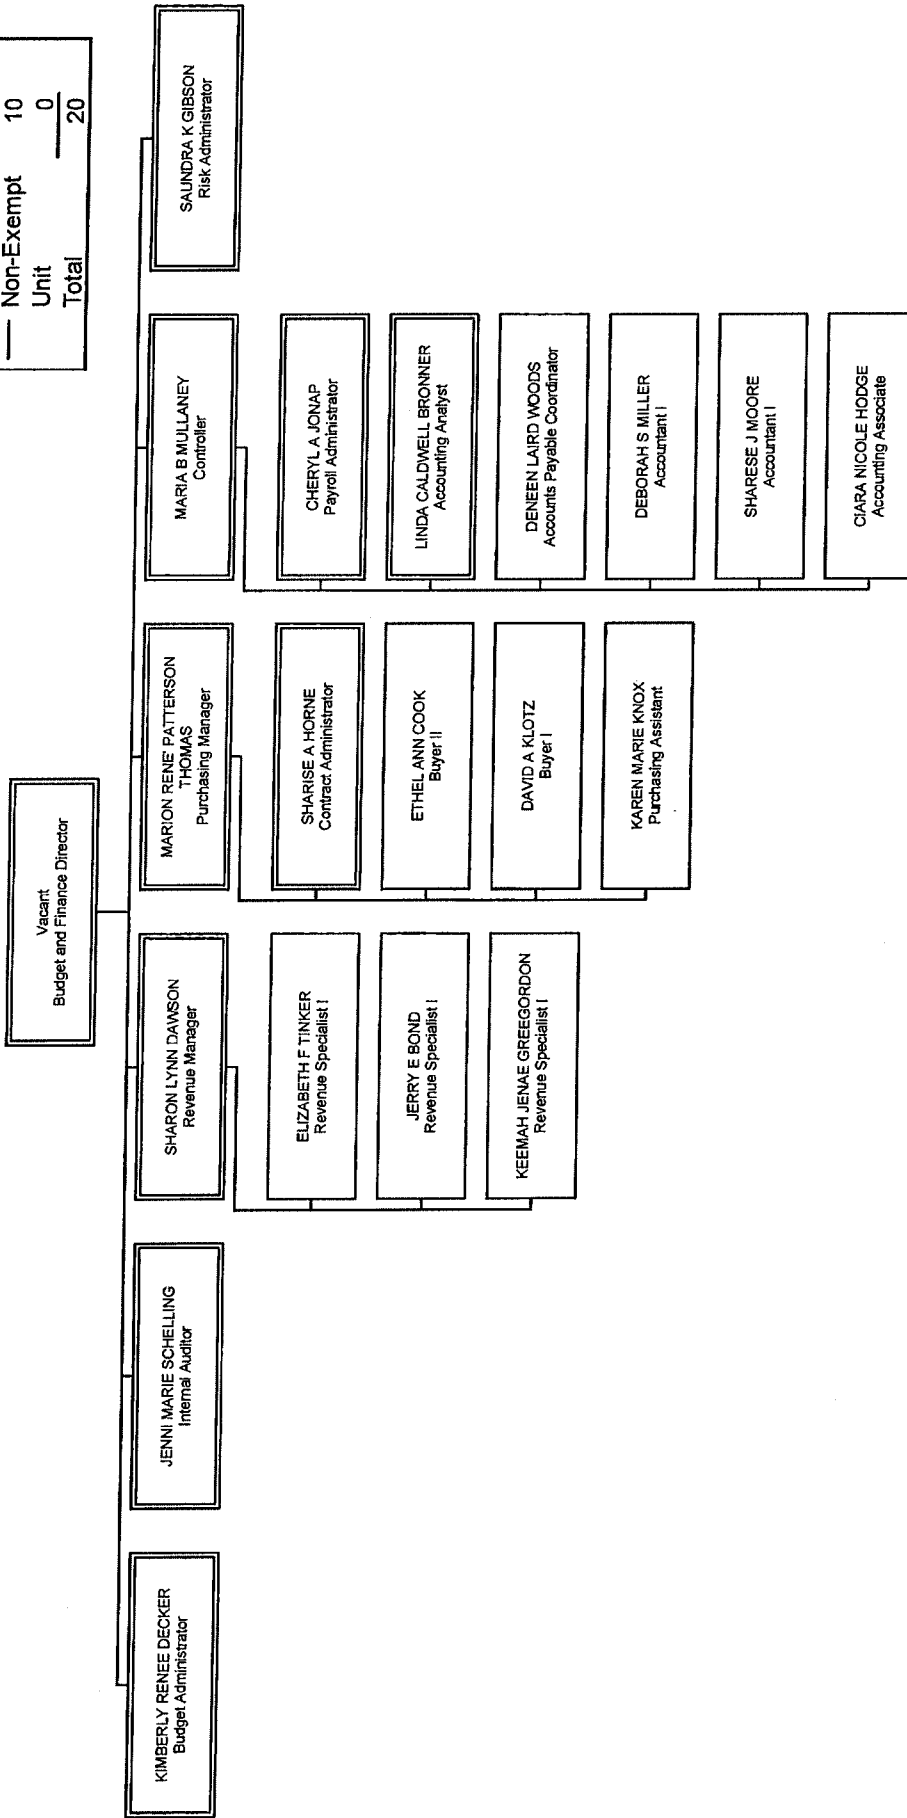 Non-Exempt 10
Unit 0
Total 20
Vacant
Budget and Finance Director
KIMBERLY RENEE DECKER
Budget Administrator
JENNI MARIE SCHELLING
Internal Auditor
SHARON LYNN DAWSON
Revenue Manager
MARION RENE' PATTERSON
THOMAS
Purchasing Manager
MARIA B MULLANEY
Controller
SAUNDRA K GIBSON
Risk Administrator
ELIZABETH F TINKER
Revenue Specialist I
JERRY E BOND
Revenue Specialist I
KEEMAH JENAE GREEGORDON
Revenue Specialist I
SHARISE A HORNE
Contract Administrator
ETHEL ANN COOK
Buyer II
DAVID A KLOTZ
Buyer I
KAREN MARIE KNOX
Purchasing Assistant
CHERYL A JONAP
Payroll Administrator
LINDA CALDWELL BRONNER
Accounting Analyst
DENEEN LAIRD WOODS
Accounts Payable Coordinator
DEBORAH S MILLER
Accountant I
SHARESE J MOORE
Accountant I
CIARA NICOLE HODGE
Accounting Associate